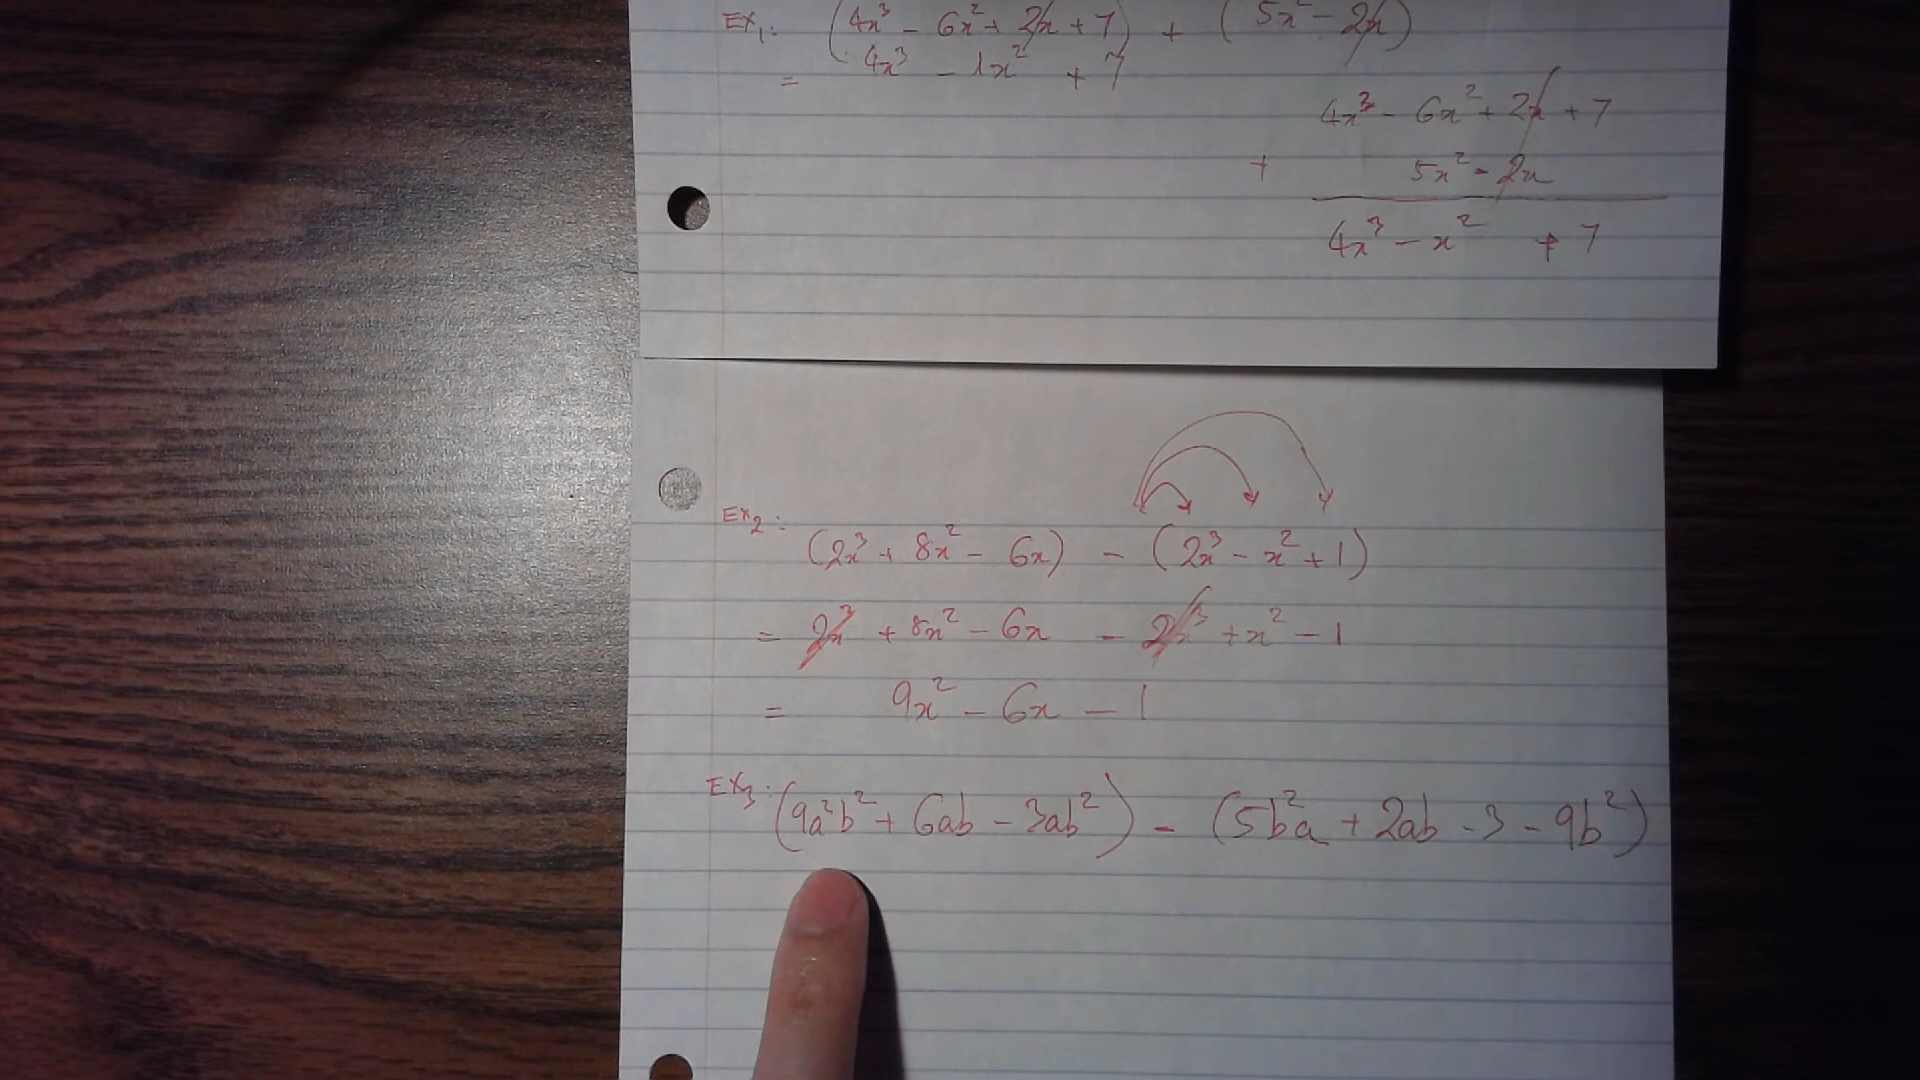 EX1: (4x³ - 6x² + 2x + 7) + (5x² - 2x)
= 4x³ - 1x² + 7
4x³ - 6x² + 2x + 7
+ 5x² - 2x
4x³ - x² + 7
EX2: (2x³ + 8x² - 6x) - (2x³ - x² + 1)
= 2x³ + 8x² - 6x - 2x³ + x² - 1
= 9x² - 6x - 1
EX3: (9a²b² + 6ab - 3ab²) - (5b²a + 2ab - 3 - 9b²)